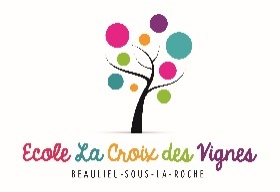 Ecole La Croix des Vignes
BEAULIEU-SOUS-LA-ROCHE